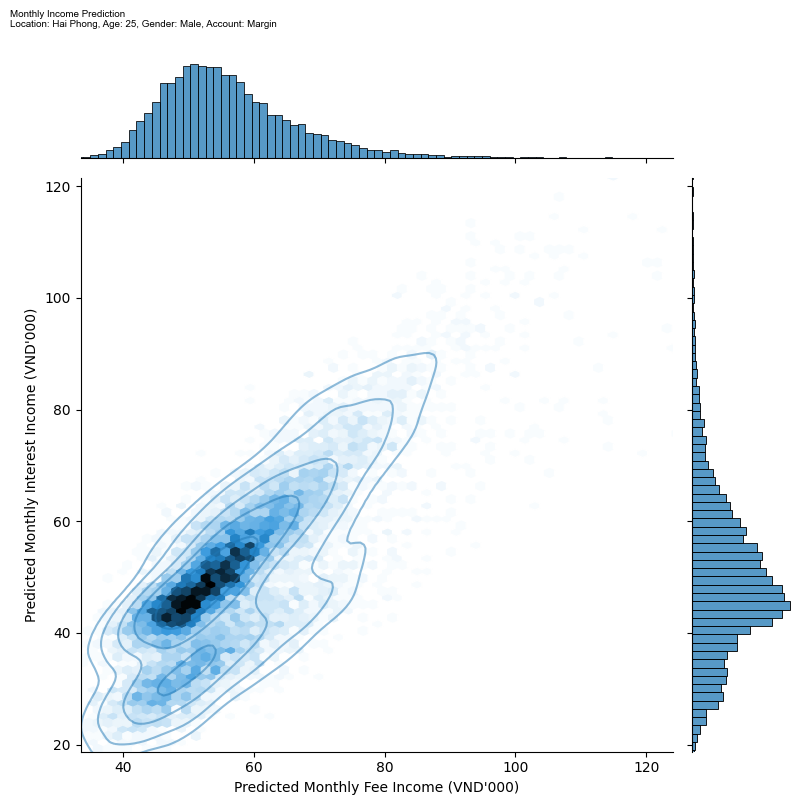 Monthly Income Prediction
Location: Hai Phong, Age: 25, Gender: Male, Account: Margin
120
100
80
60
40
20
Predicted Monthly Interest Income (VND'000)
40
60
80
100
120
Predicted Monthly Fee Income (VND'000)